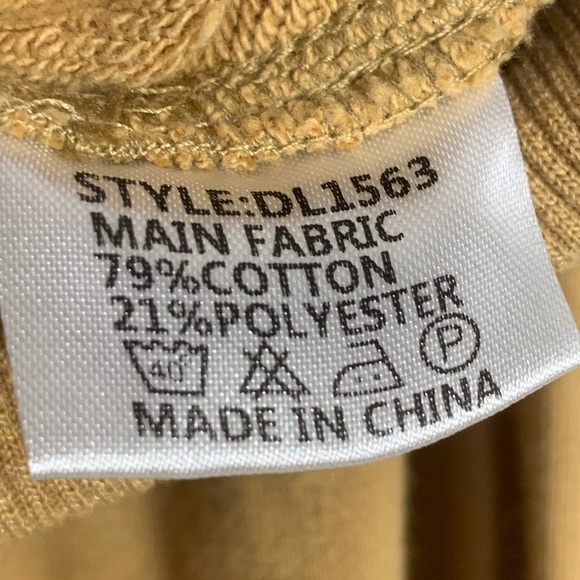 STYLE:DL1563
MAIN FABRIC
79%COTTON
21%POLYESTER
40° P
MADE IN CHINA